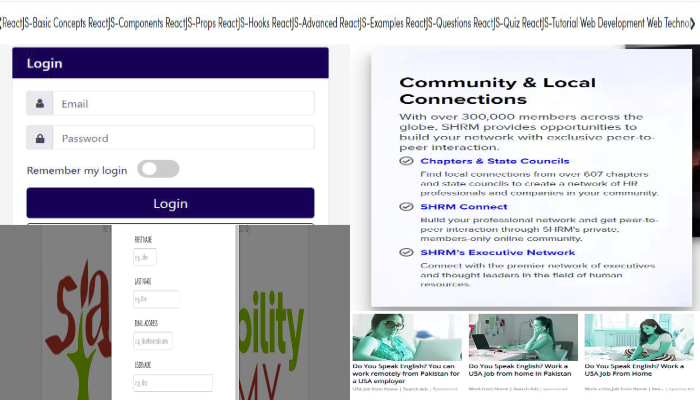 ReactJS-Basic Concepts ReactJS-Components ReactJS-Props ReactJS-Hooks ReactJS-Advanced ReactJS-Examples ReactJS-Questions ReactJS-Quiz ReactJS-Tutorial Web Development Web Techno
Login
Email
Password
Remember my login
Login
FIRST NAME
e.g. John
LAST NAME
e.g. Doe
EMAIL ADDRESS
USERNAME
bility
MY
Community & Local
Connections
With over 300,000 members across the
globe, SHRM provides opportunities to
build your network with exclusive peer-to-
peer interaction.
Chapters & State Councils
Find local connections from over 607 chapters
and state councils to create a network of HR
professionals and companies in your community.
SHRM Connect
Build your professional network and get peer-to-
peer interaction through SHRM's private,
members-only online community.
SHRM's Executive Network
Connect with the premier network of executives
and thought leaders in the field of human
resources.
Do You Speak English? You can
work remotely from Pakistan for
a USA employer
USA Job from Home | Search Ads | Sponsored
Do You Speak English? Work a
USA Job from Home in Pakistan
Work from Home | Search Ads | Sponsored
Do You Speak English? Work a
USA Job From Home
Work a USA Job from Home | Sea... | Sponsored